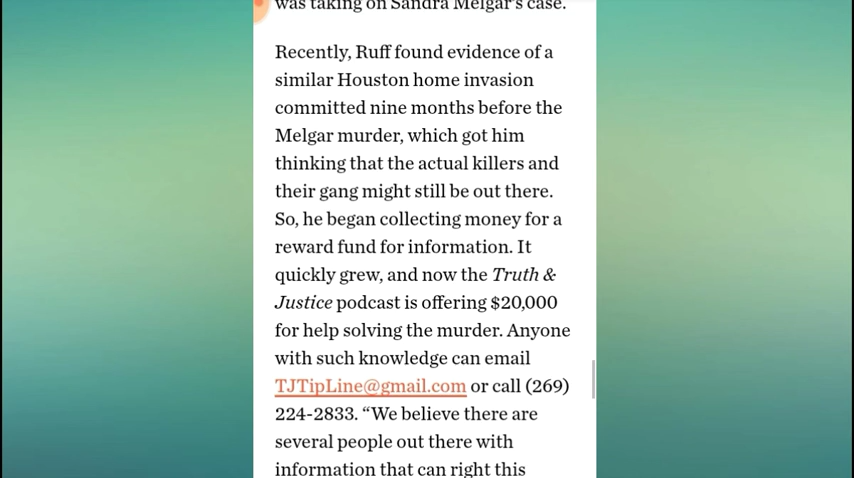 was taking on Sandra Melgar's case.
Recently, Ruff found evidence of a
similar Houston home invasion
committed nine months before the
Melgar murder, which got him
thinking that the actual killers and
their gang might still be out there.
So, he began collecting money for a
reward fund for information. It
quickly grew, and now the Truth &
Justice podcast is offering $20,000
for help solving the murder. Anyone
with such knowledge can email
TJTipLine@gmail.com or call (269)
224-2833. “We believe there are
several people out there with
information that can right this